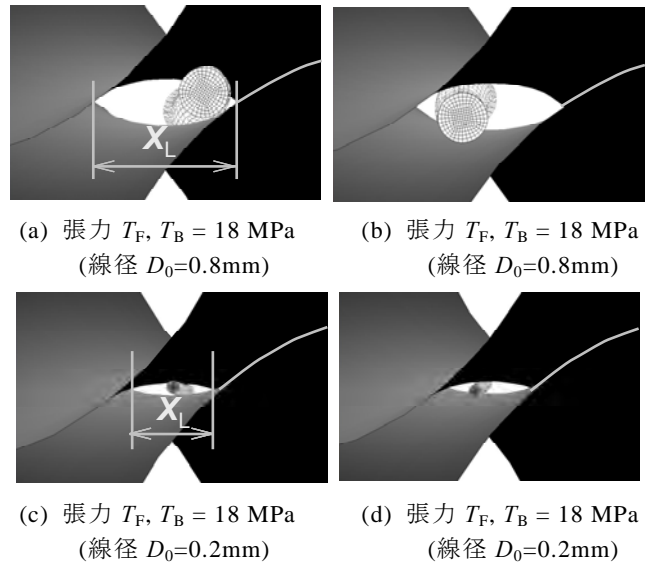 X_L
(a) 張力 T_F, T_B = 18 MPa
(線径 D_0=0.8mm)
(b) 張力 T_F, T_B = 18 MPa
(線径 D_0=0.8mm)
X_L
(c) 張力 T_F, T_B = 18 MPa
(線径 D_0=0.2mm)
(d) 張力 T_F, T_B = 18 MPa
(線径 D_0=0.2mm)